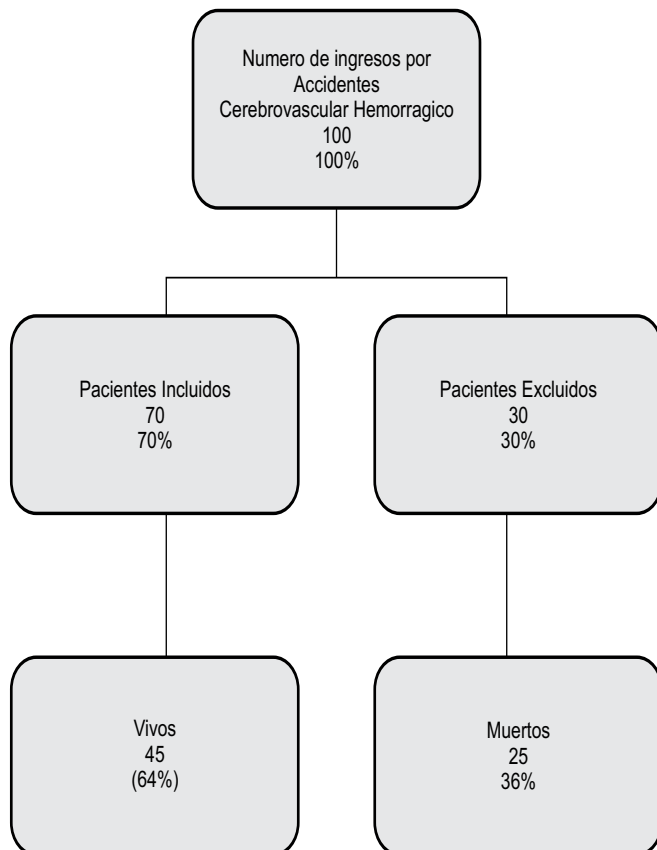 Numero de ingresos por
Accidentes
Cerebrovascular Hemorragico
100
100%
Pacientes Incluidos
70
70%
Pacientes Excluidos
30
30%
Vivos
45
(64%)
Muertos
25
36%